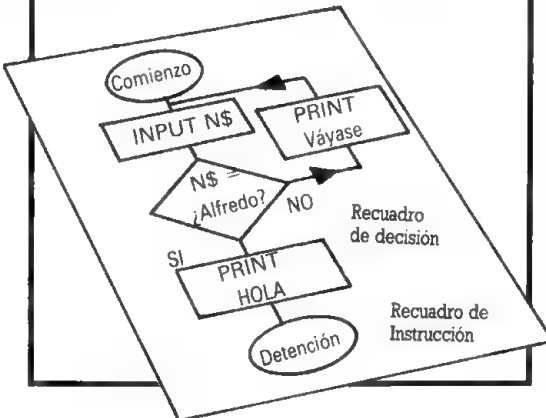 Comienzo
INPUT N$
PRINT
Váyase
N$ =
¿Alfredo?
NO
Recuadro
de decisión
SI
PRINT
HOLA
Recuadro de
Instrucción
Detención